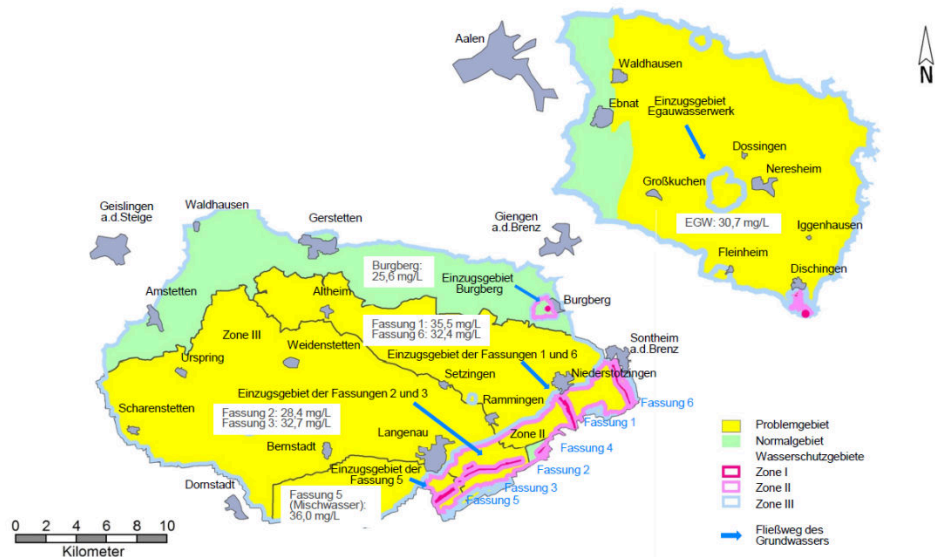 Aalen
N
Waldhausen
Ebnat
Einzugsgebiet
Egauwasserwerk
Dossingen
Neresheim
Großkuchen
EGW: 30,7 mg/L
Iggenhausen
Fleinheim
Dischingen
Geislingen
a.d.Steige
Waldhausen
Gerstetten
Giengen
a.d.Brenz
Burgberg:
25,6 mg/L
Einzugsgebiet
Burgberg
Burgberg
Amstetten
Altheim
Zone III
Fassung 1: 35,5 mg/L
Fassung 6: 32,4 mg/L
Sontheim
a.d.Brenz
Urspring
Weidenstetten
Einzugsgebiet der Fassungen 1 und 6
Setzingen
Niederstotzingen
Einzugsgebiet der Fassungen 2 und 3
Rammingen
Fassung 6
Scharenstetten
Fassung 2: 28,4 mg/L
Fassung 3: 32,7 mg/L
Fassung 1
Langenau
Zone II
Fassung 4
Bernstadt
Einzugsgebiet der
Fassung 5
Fassung 2
Fassung 3
Fassung 5
Dornstadt
Fassung 5
(Mischwasser):
36,0 mg/L
0 2 4 6 8 10
Kilometer
Problemgebiet
Normalgebiet
Wasserschutzgebiete
Zone I
Zone II
Zone III
Fließweg des
Grundwassers